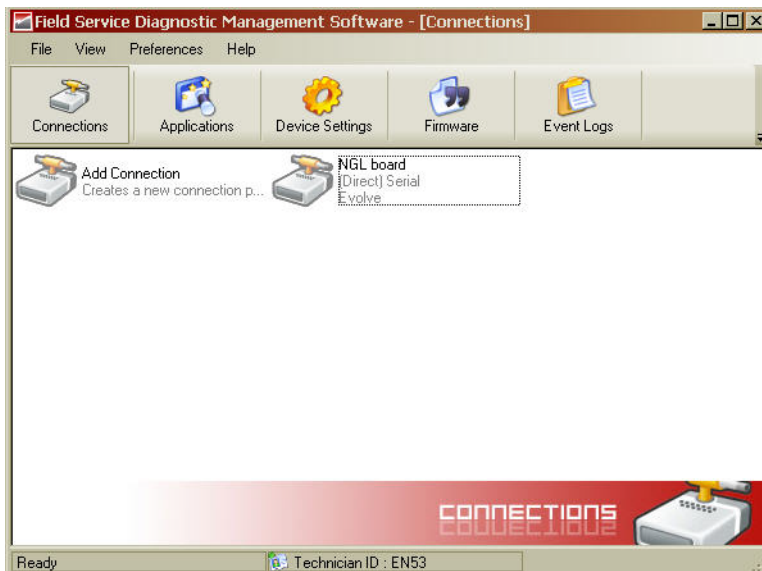 Field Service Diagnostic Management Software - [Connections]
File View Preferences Help
Connections Applications Device Settings Firmware Event Logs
Add Connection
Creates a new connection p...
NGL board
(Direct) Serial
Evolve
CONNECTIONS
Ready Technician ID : EN53